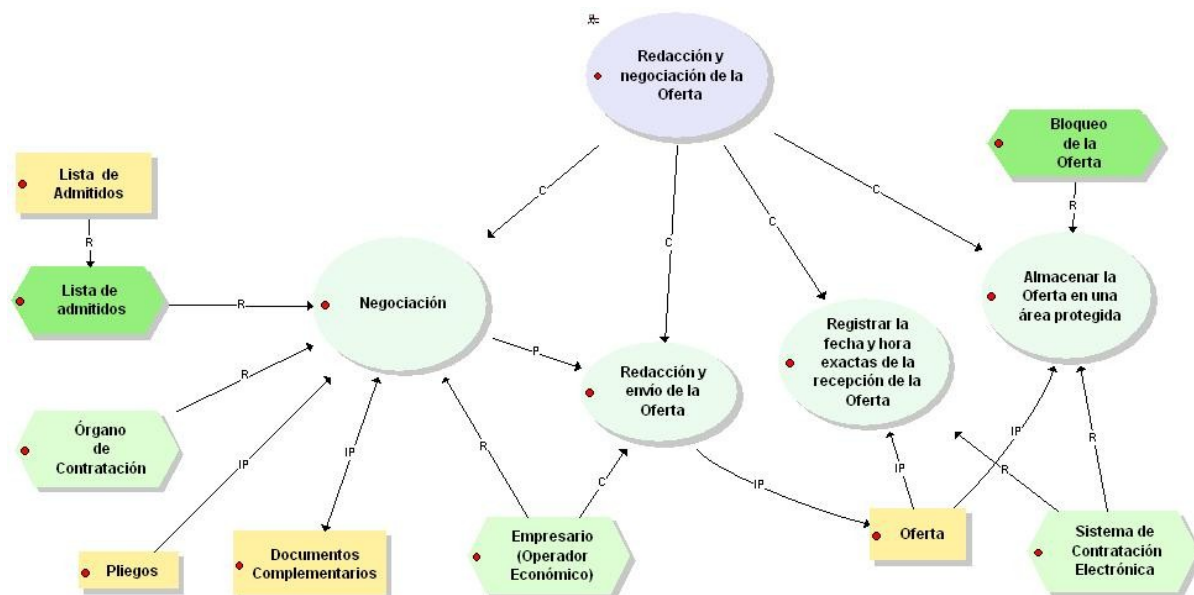 Redacción y
negociación de la
Oferta
Bloqueo
de la
Oferta
Lista de
Admitidos
R
C
C
C
C
R
Lista de
admitidos
R
Negociación
Almacenar la
Oferta en una
área protegida
Registrar la
fecha y hora
exactas de la
recepción de la
Oferta
P
Redacción y
envío de la
Oferta
R
Órgano
de
Contratación
IP
IP
R
C
IP
IP
IP
R
R
Pliegos
Documentos
Complementarios
Empresario
(Operador
Económico)
Oferta
Sistema de
Contratación
Electrónica